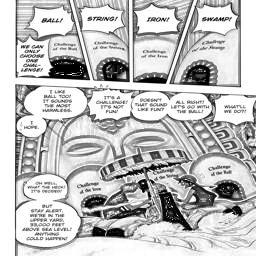 BALL!
STRING!
IRON!
SWAMP!
WE CAN
ONLY
CHOOSE
ONE
CHAL-
LENGE!
Challenge
of the Ball
Challenge
of the String
Challenge
of the Iron
Challenge
of the Swamp
I LIKE
BALL TOO!
IT SOUNDS
THE MOST
HARMLESS.
IT'S A
CHALLENGE!
IT'S NOT
FUN!
DOESN'T
THAT
SOUND LIKE
FUN?
ALL RIGHT!
LET'S GO WITH
THE BALL!
WHAT'LL
WE DO?!
I
HOPE.
Challenge
of the Iron
Challenge
of the
Challenge
of the Ball
OH WELL,
WHAT THE HECK!
IT'S DECIDED!
BUT
STAY ALERT.
WE'RE IN THE
UPPER YARD,
33,000 FEET
ABOVE SEA LEVEL!
ANYTHING
COULD HAPPEN!